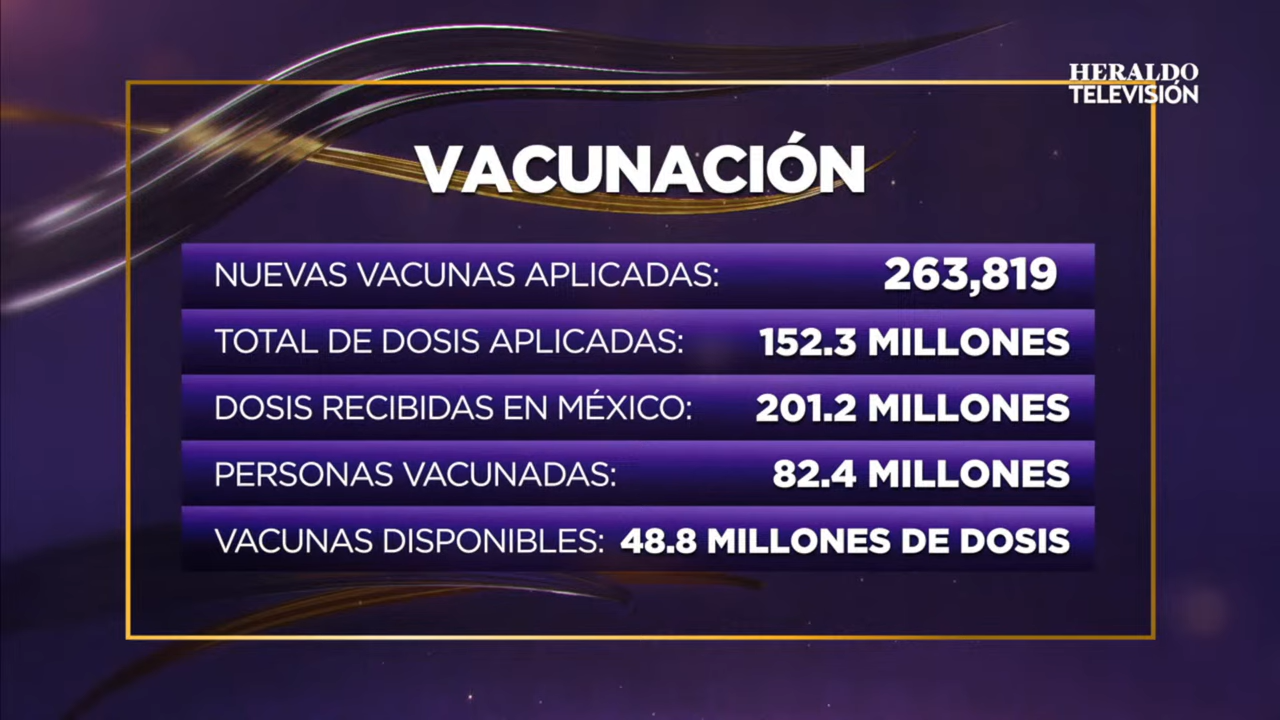 HERALDO
TELEVISIÓN
VACUNACIÓN
NUEVAS VACUNAS APLICADAS: 263,819
TOTAL DE DOSIS APLICADAS: 152.3 MILLONES
DOSIS RECIBIDAS EN MÉXICO: 201.2 MILLONES
PERSONAS VACUNADAS: 82.4 MILLONES
VACUNAS DISPONIBLES: 48.8 MILLONES DE DOSIS